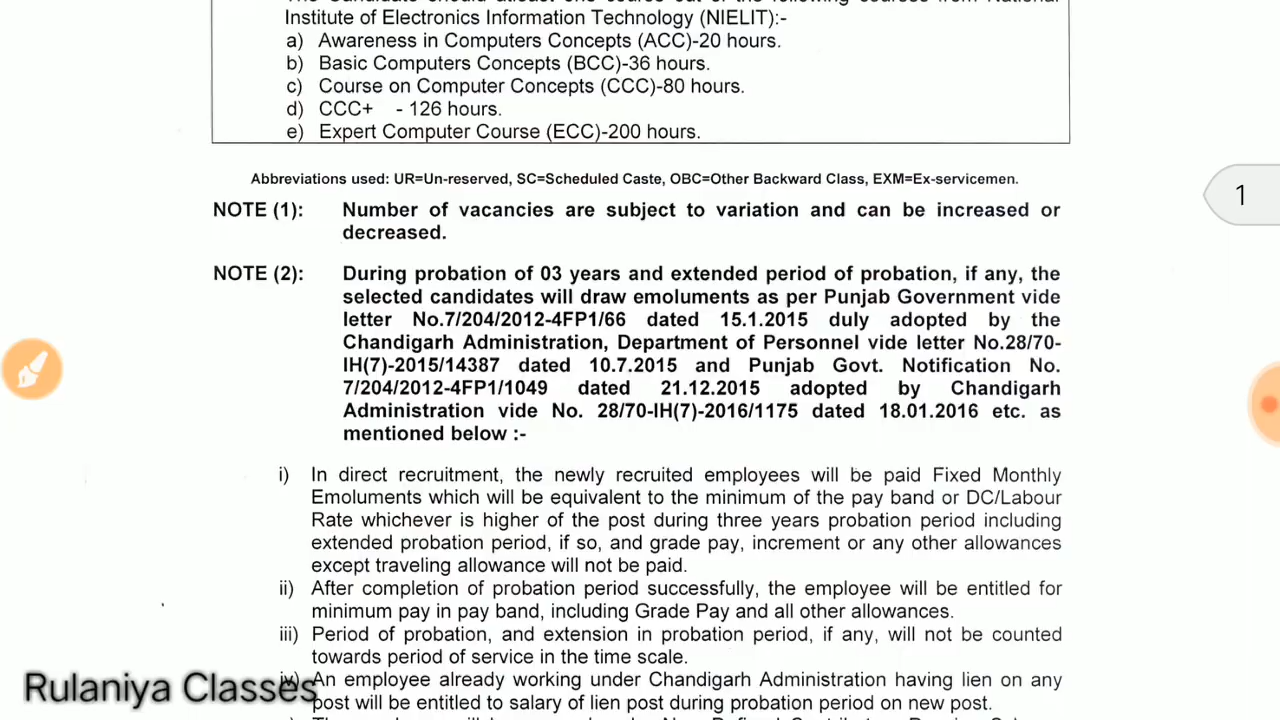 The Candidate should atleast one course out of the following courses from National
Institute of Electronics Information Technology (NIELIT):-
a) Awareness in Computers Concepts (ACC)-20 hours.
b) Basic Computers Concepts (BCC)-36 hours.
c) Course on Computer Concepts (CCC)-80 hours.
d) CCC+ - 126 hours.
e) Expert Computer Course (ECC)-200 hours.
Abbreviations used: UR=Un-reserved, SC=Scheduled Caste, OBC=Other Backward Class, EXM=Ex-servicemen.
1
NOTE (1): Number of vacancies are subject to variation and can be increased or
decreased.
NOTE (2): During probation of 03 years and extended period of probation, if any, the
selected candidates will draw emoluments as per Punjab Government vide
letter No.7/204/2012-4FP1/66 dated 15.1.2015 duly adopted by the
Chandigarh Administration, Department of Personnel vide letter No.28/70-
IH(7)-2015/14387 dated 10.7.2015 and Punjab Govt. Notification No.
7/204/2012-4FP1/1049 dated 21.12.2015 adopted by Chandigarh
Administration vide No. 28/70-IH(7)-2016/1175 dated 18.01.2016 etc. as
mentioned below :-
i) In direct recruitment, the newly recruited employees will be paid Fixed Monthly
Emoluments which will be equivalent to the minimum of the pay band or DC/Labour
Rate whichever is higher of the post during three years probation period including
extended probation period, if so, and grade pay, increment or any other allowances
except traveling allowance will not be paid.
ii) After completion of probation period successfully, the employee will be entitled for
minimum pay in pay band, including Grade Pay and all other allowances.
iii) Period of probation, and extension in probation period, if any, will not be counted
towards period of service in the time scale.
iv) An employee already working under Chandigarh Administration having lien on any
post will be entitled to salary of lien post during probation period on new post.
Rulaniya Classes